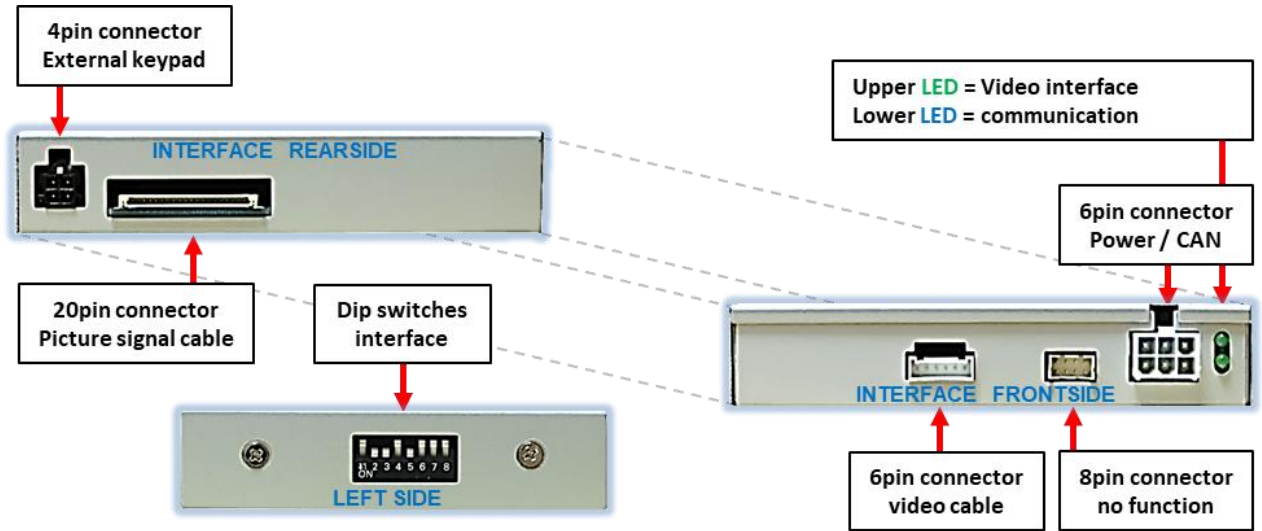 4pin connector
External keypad
Upper LED = Video interface
Lower LED = communication
INTERFACE REARSIDE
6pin connector
Power / CAN
20pin connector
Picture signal cable
Dip switches
interface
INTERFACE FRONTSIDE
1 2 3 4 5 6 7 8
ON
LEFT SIDE
6pin connector
video cable
8pin connector
no function